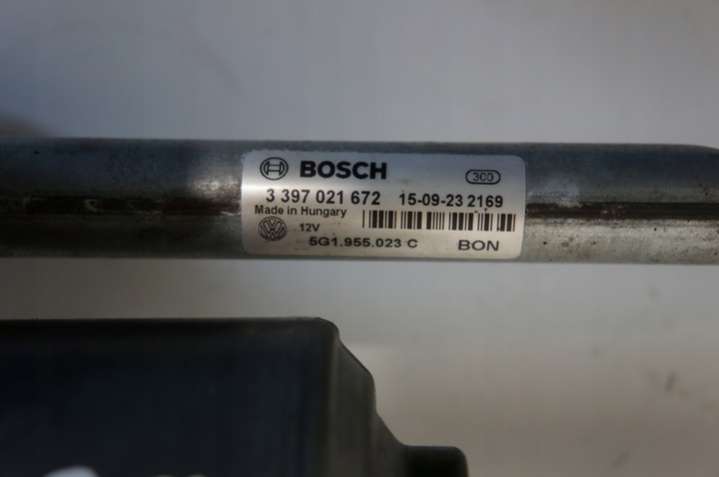 BOSCH 300
3 397 021 672 15-09-23 2169
Made in Hungary
12V
5G1.955.023 C BON